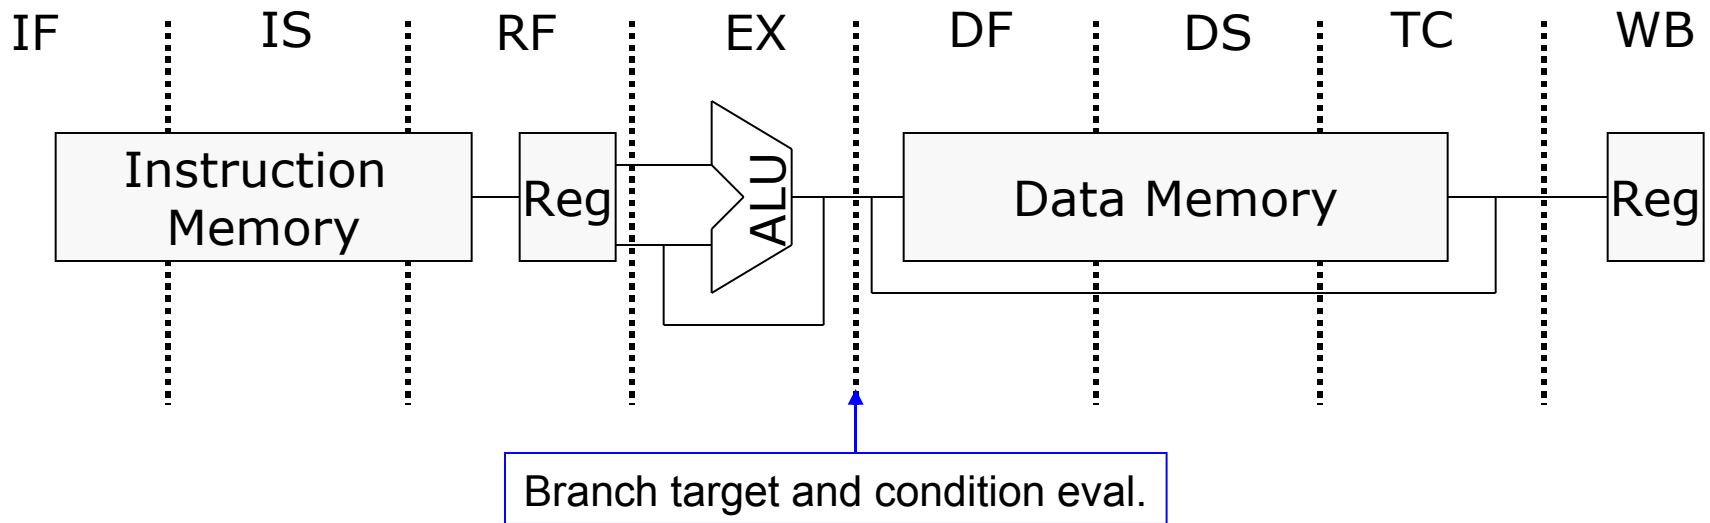 IF
IS
RF
EX
DF
DS
TC
WB
Instruction
Memory
Reg
ALU
Data Memory
Reg
Branch target and condition eval.